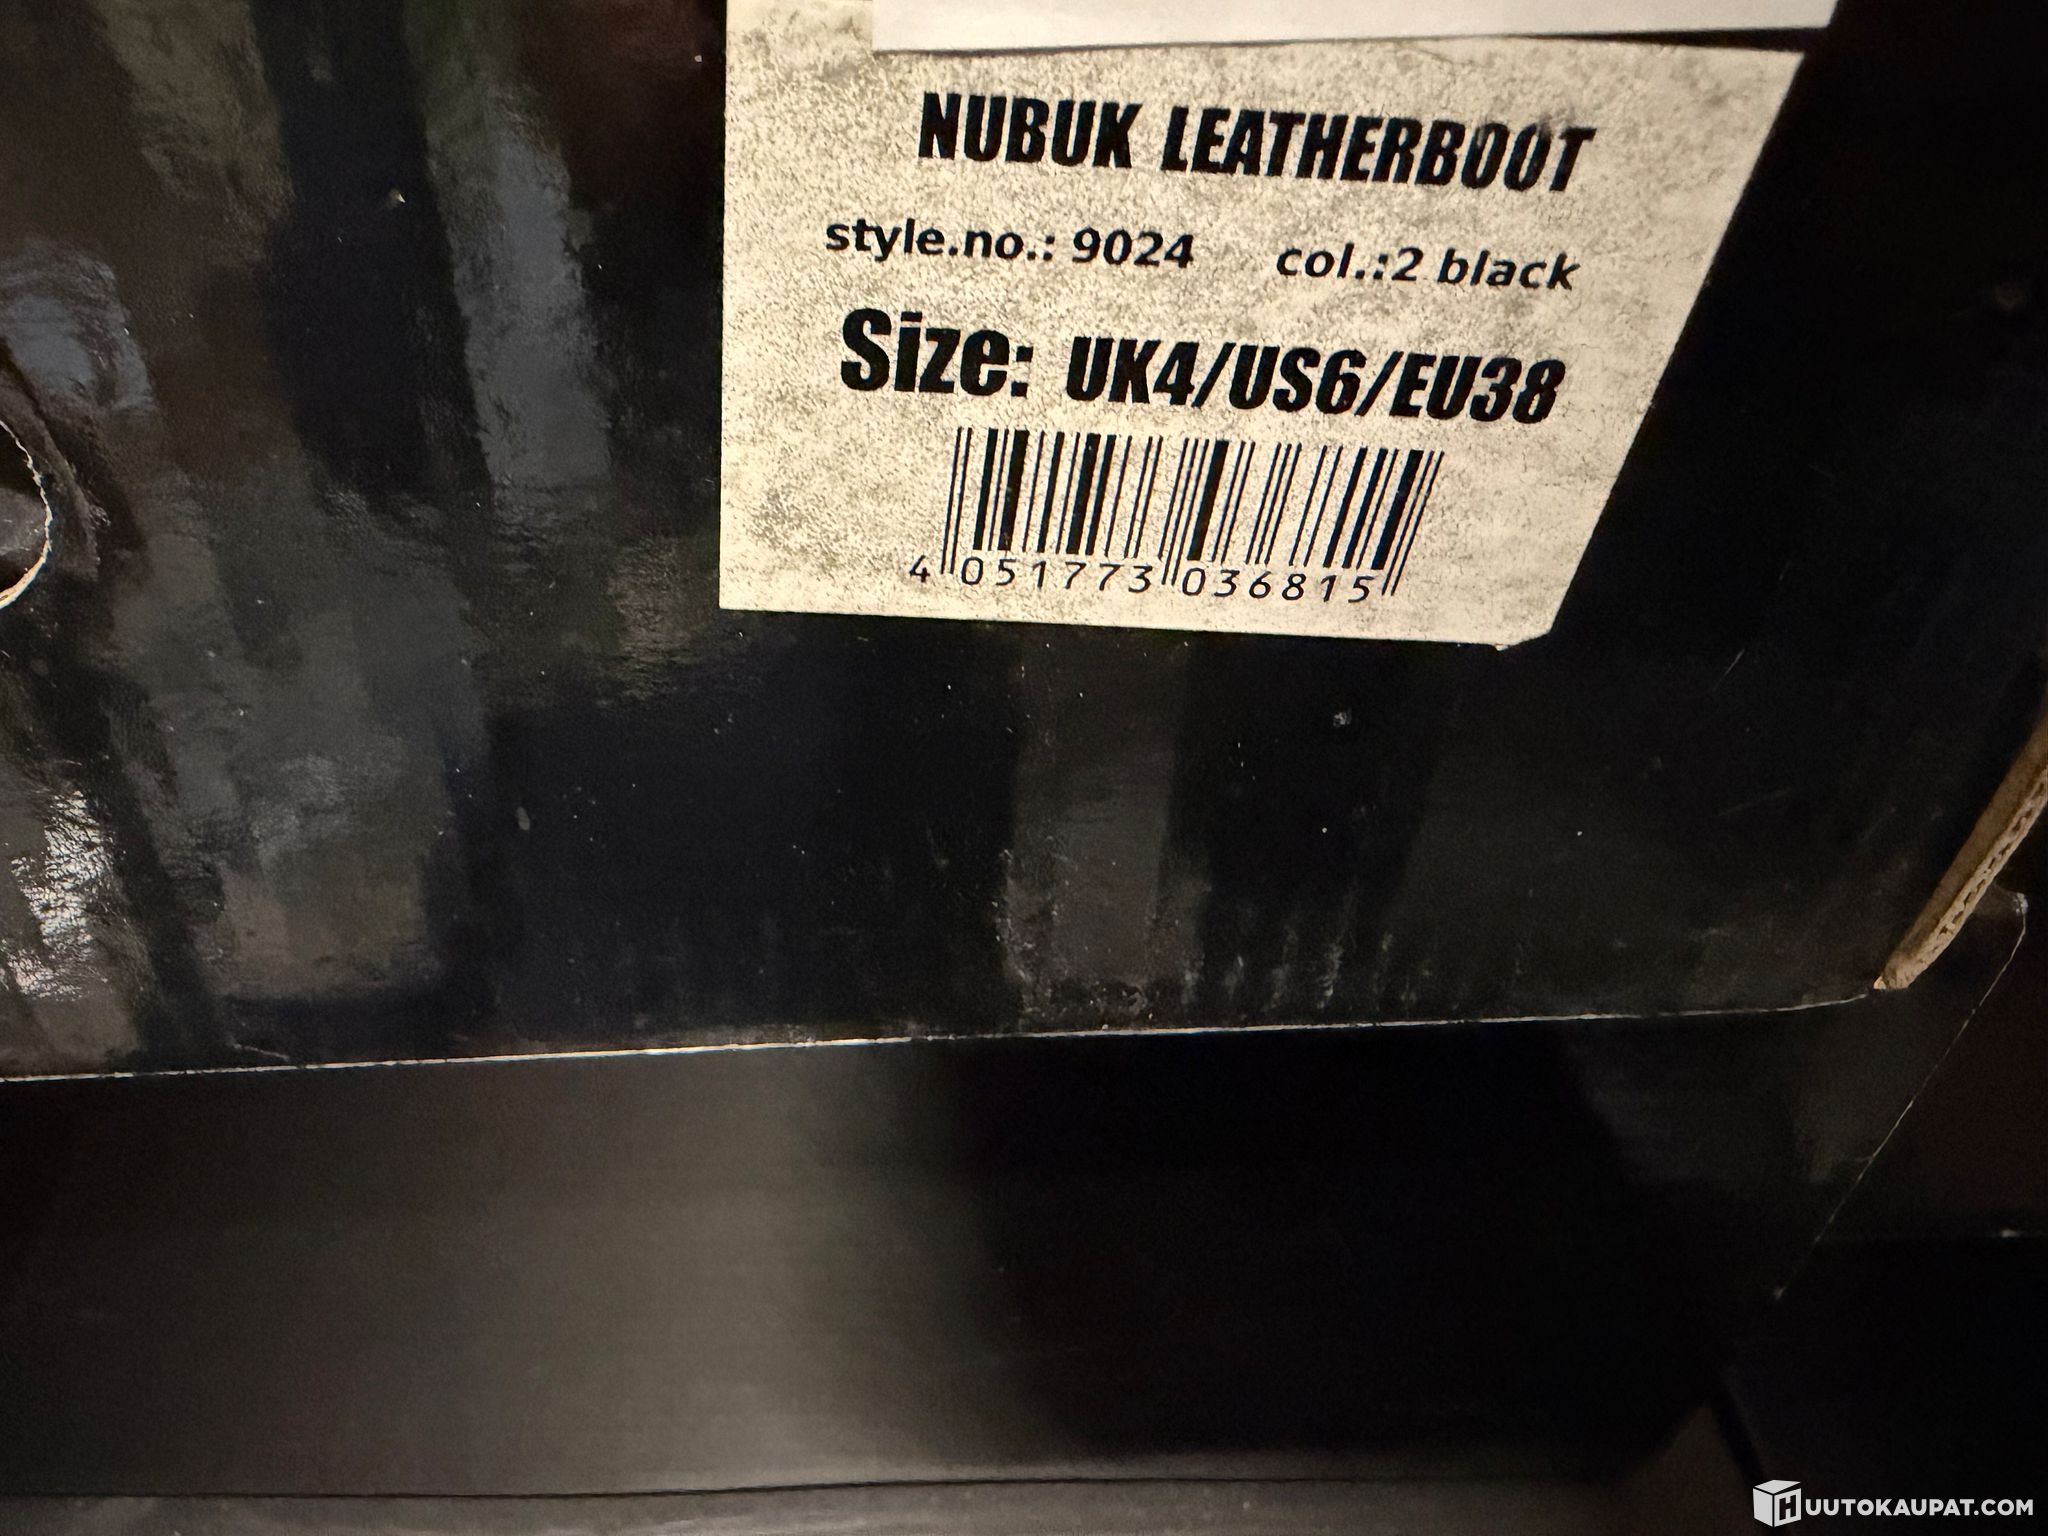 NUBUK LEATHERBOOT
style.no.: 9024 col.:2 black
Size: UK4/US6/EU38
4 051773 036815
HUUTOKAUPAT.COM